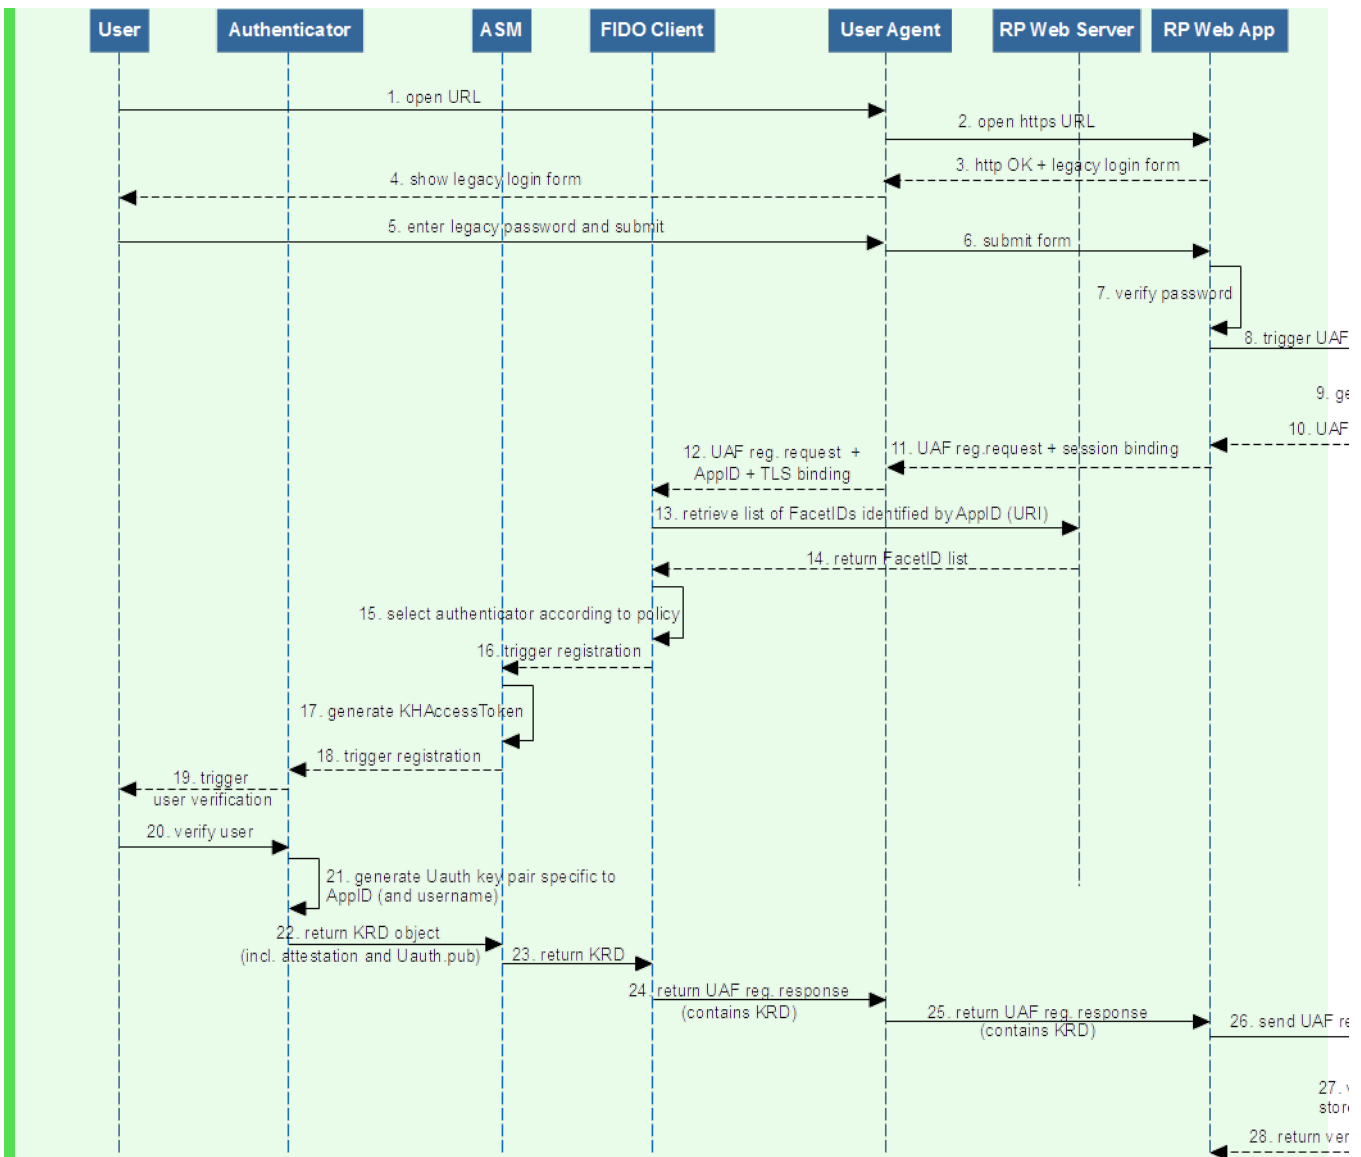 User
Authenticator
ASM
FIDO Client
User Agent
RP Web Server
RP Web App
1. open URL
2. open https URL
3. http OK + legacy login form
4. show legacy login form
5. enter legacy password and submit
6. submit form
7. verify password
8. trigger UAF
9. ge
10. UAF
11. UAF reg.request + session binding
12. UAF reg. request +
AppID + TLS binding
13. retrieve list of FacetIDs identified by AppID (URI)
14. return FacetID list
15. select authenticator according to policy
16. trigger registration
17. generate KHAccessToken
18. trigger registration
19. trigger
user verification
20. verify user
21. generate Uauth key pair specific to
AppID (and username)
22. return KRD object
(incl. attestation and Uauth.pub)
23. return KRD
24. return UAF reg. response
(contains KRD)
25. return UAF reg. response
(contains KRD)
26. send UAF re
27. v
store
28. return ver